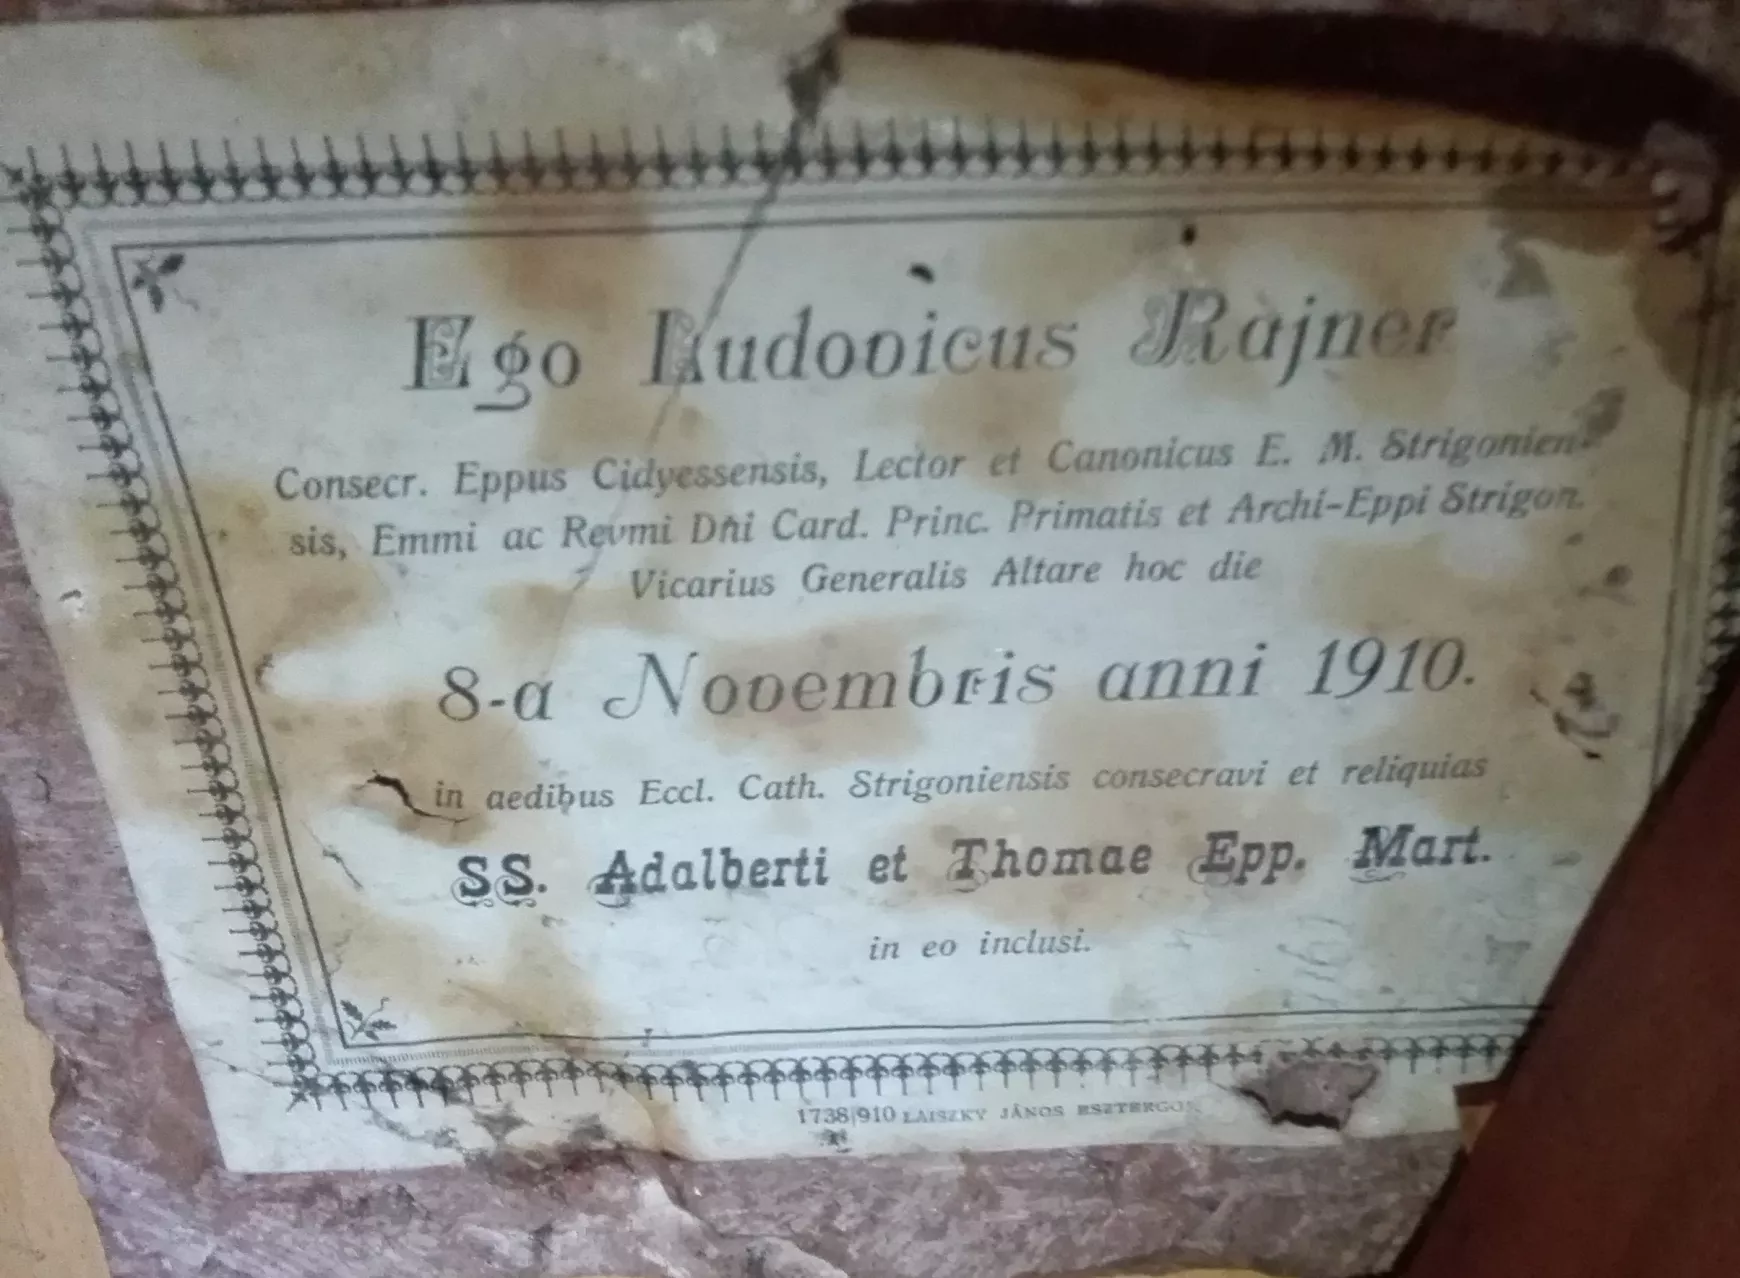 Ego Ludovicus Rajner
Consecr. Eppus Cidyessensis, Lector et Canonicus E. M. Strigonien-
sis, Emmi ac Revmi Dñi Card. Princ. Primatis et Archi-Eppi Strigon.
Vicarius Generalis Altare hoc die
8-a Novembris anni 1910.
in aedibus Eccl. Cath. Strigoniensis consecravi et reliquias
SS. Adalberti et Thomae Epp. Mart.
in eo inclusi.
1738|910 LAISZKY JÁNOS ESZTERGOM